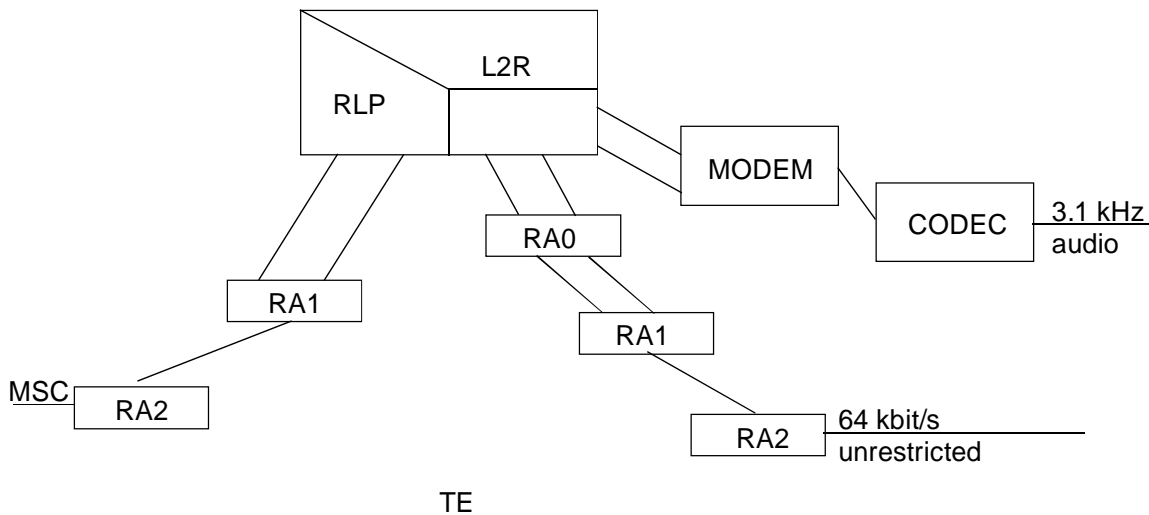 L2R
RLP
MODEM
CODEC
3.1 kHz
audio
RA0
RA1
RA1
MSC
RA2
RA2
64 kbit/s
unrestricted
TE